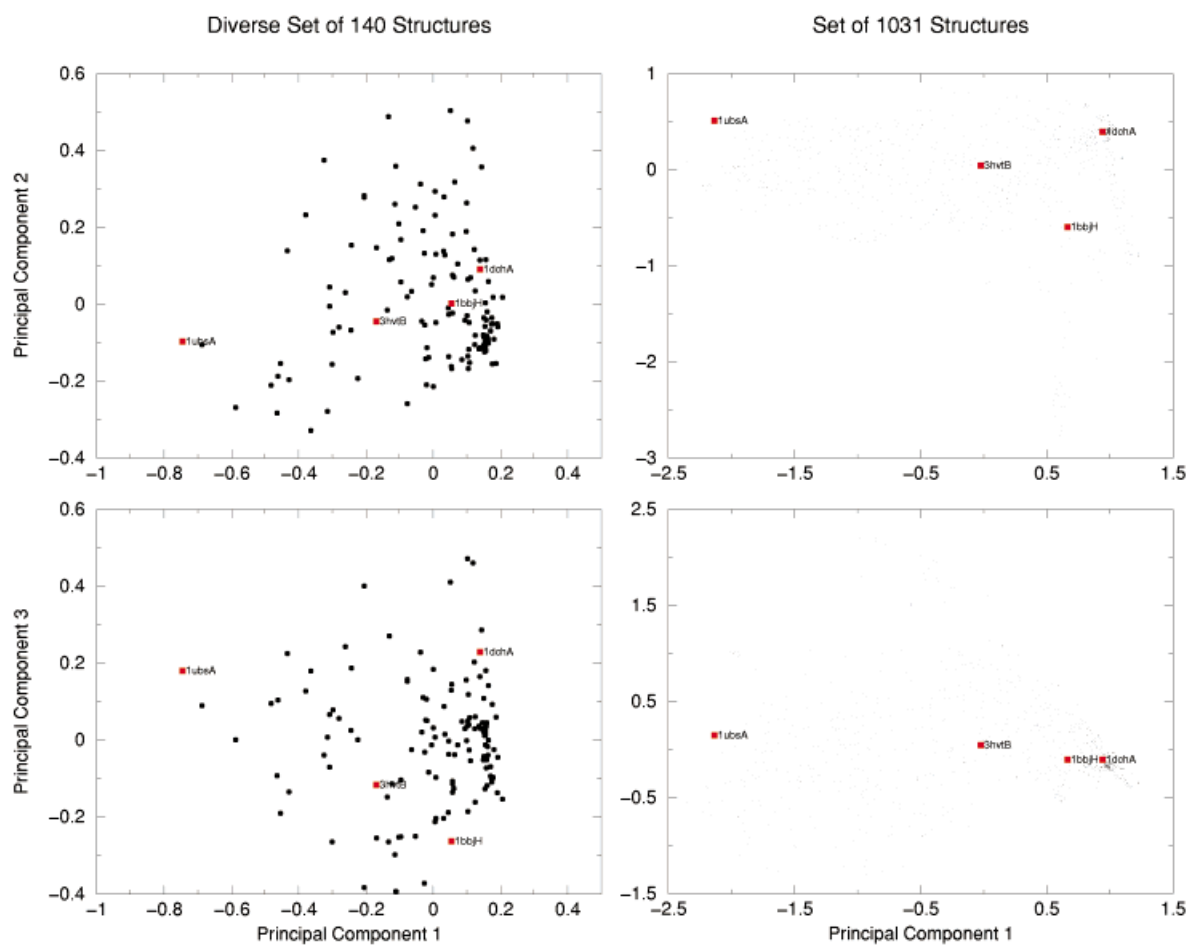 Diverse Set of 140 Structures
Set of 1031 Structures
Principal Component 2
0.6
0.4
0.2
0
−0.2
−0.4
1ubsA
3hvtB
1bbjH
1dchA
−1
−0.8
−0.6
−0.4
−0.2
0
0.2
0.4
1
0
−1
−2
−3
1ubsA
3hvtB
1bbjH
1dchA
−2.5
−1.5
−0.5
0.5
1.5
Principal Component 3
0.6
0.4
0.2
0
−0.2
−0.4
1ubsA
3hvtB
1bbjH
1dchA
−1
−0.8
−0.6
−0.4
−0.2
0
0.2
0.4
Principal Component 1
2.5
1.5
0.5
−0.5
−1.5
1ubsA
3hvtB
1bbjH
1dchA
−2.5
−1.5
−0.5
0.5
1.5
Principal Component 1